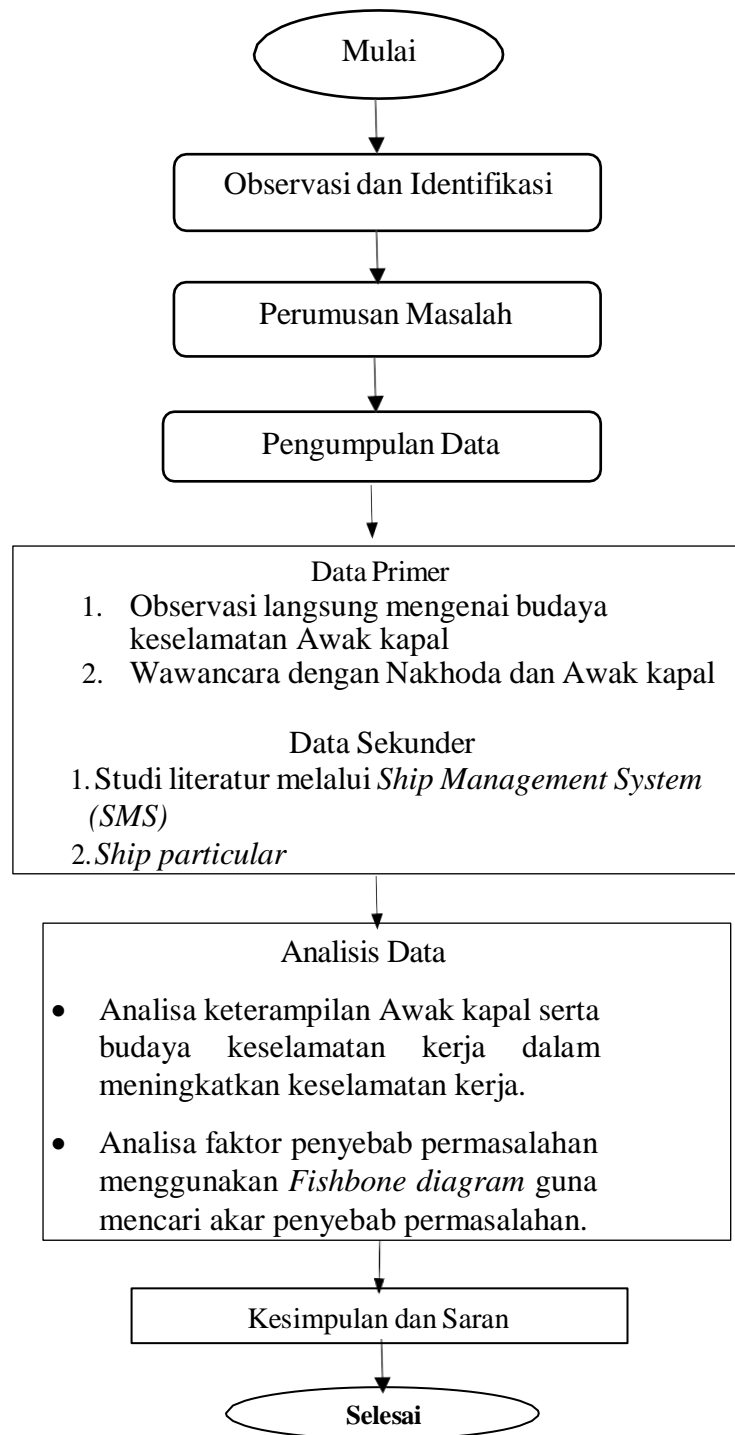 Mulai
Observasi dan Identifikasi
Perumusan Masalah
Pengumpulan Data
Data Primer
1. Observasi langsung mengenai budaya
keselamatan Awak kapal
2. Wawancara dengan Nakhoda dan Awak kapal
Data Sekunder
1. Studi literatur melalui Ship Management System
(SMS)
2. Ship particular
Analisis Data
• Analisa keterampilan Awak kapal serta
budaya keselamatan kerja dalam
meningkatkan keselamatan kerja.
• Analisa faktor penyebab permasalahan
menggunakan Fishbone diagram guna
mencari akar penyebab permasalahan.
Kesimpulan dan Saran
Selesai